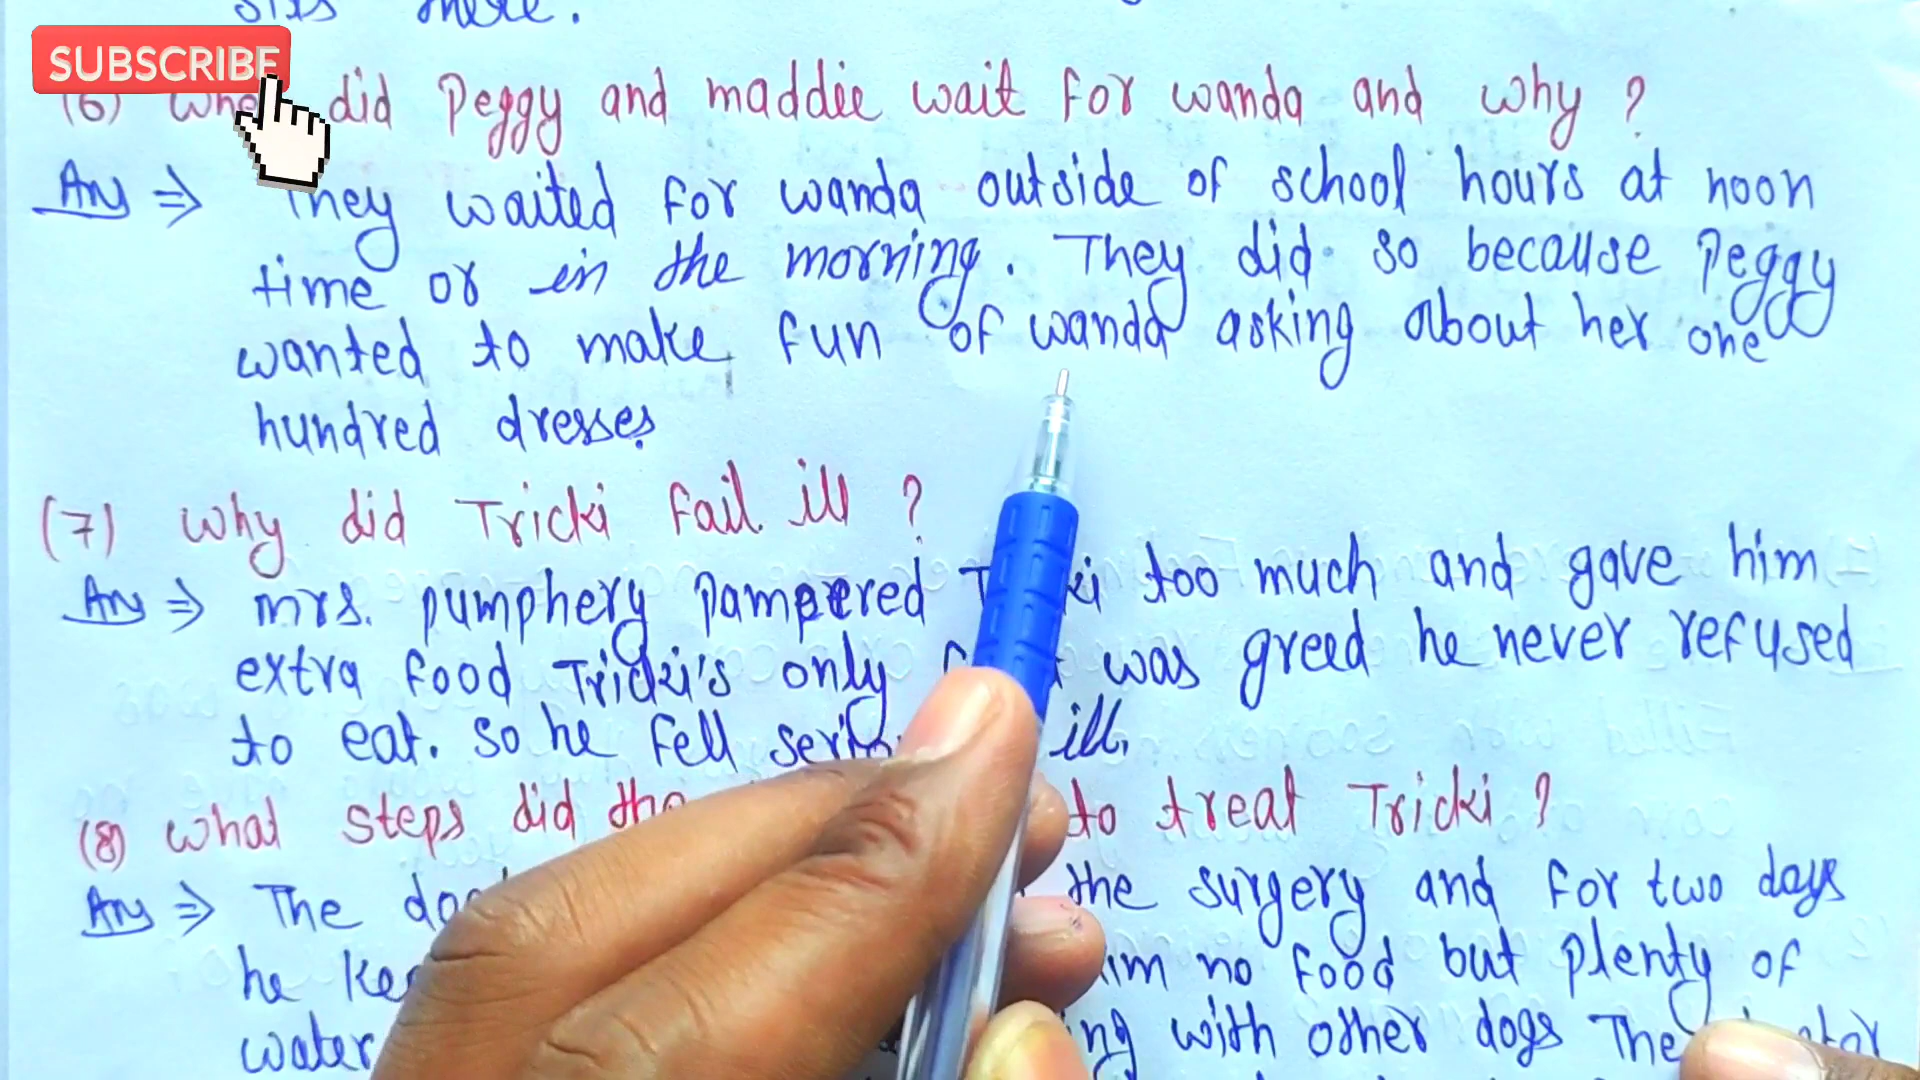 SUBSCRIBE
(6) did Peggy and maddie wait for wanda and why ?
Ans ⇒ They waited for wanda outside of school hours at noon
time or in the morning. They did so because Peggy
wanted to make fun of wanda asking about her one
hundred dresses
(7) why did Tricki fail ill ?
Ans ⇒ mrs. pumphery pampered too much and gave him
extra food Tricki's only was greed he never refused
to eat. so he fell ill.
(8) what steps did the to treat Tricki ?
Ans ⇒ The the surgery and for two days
he no food but plenty of
water with other dogs The